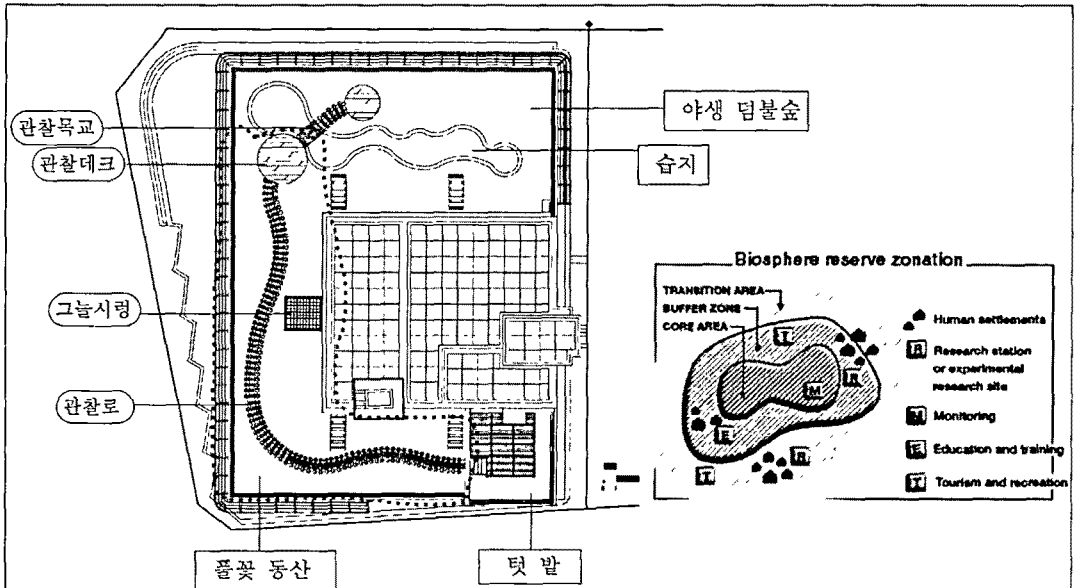 관찰목교
관찰데크
그늘시렁
관찰로
풀꽃 동산
텃 밭
야생 덤불숲
습지
Biosphere reserve zonation
TRANSITION AREA
BUFFER ZONE
CORE AREA
T
R
M
E
T
R
Human settlements
R Research station
or experimental
research site
M Monitoring
E Education and training
T Tourism and recreation